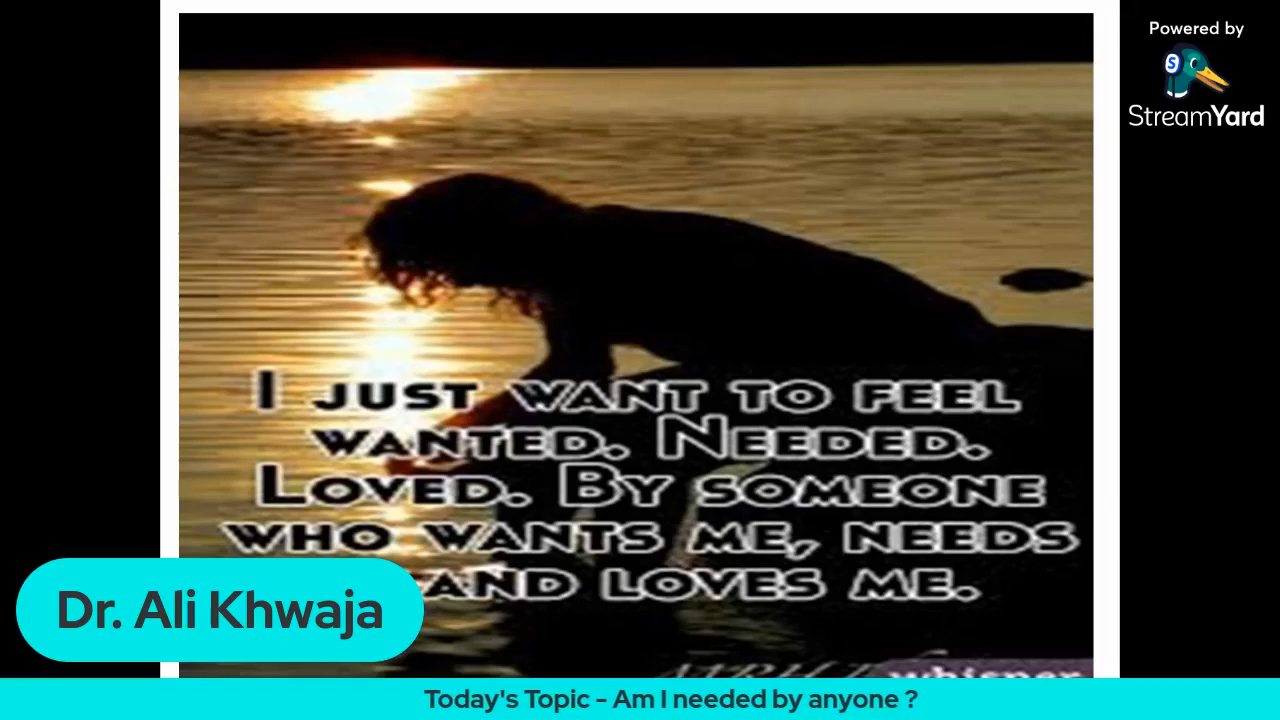 Powered by
StreamYard
I JUST WANT TO FEEL
WANTED. NEEDED.
LOVED. BY SOMEONE
WHO WANTS ME, NEEDS
AND LOVES ME.
whisper
Dr. Ali Khwaja
Today's Topic - Am I needed by anyone ?